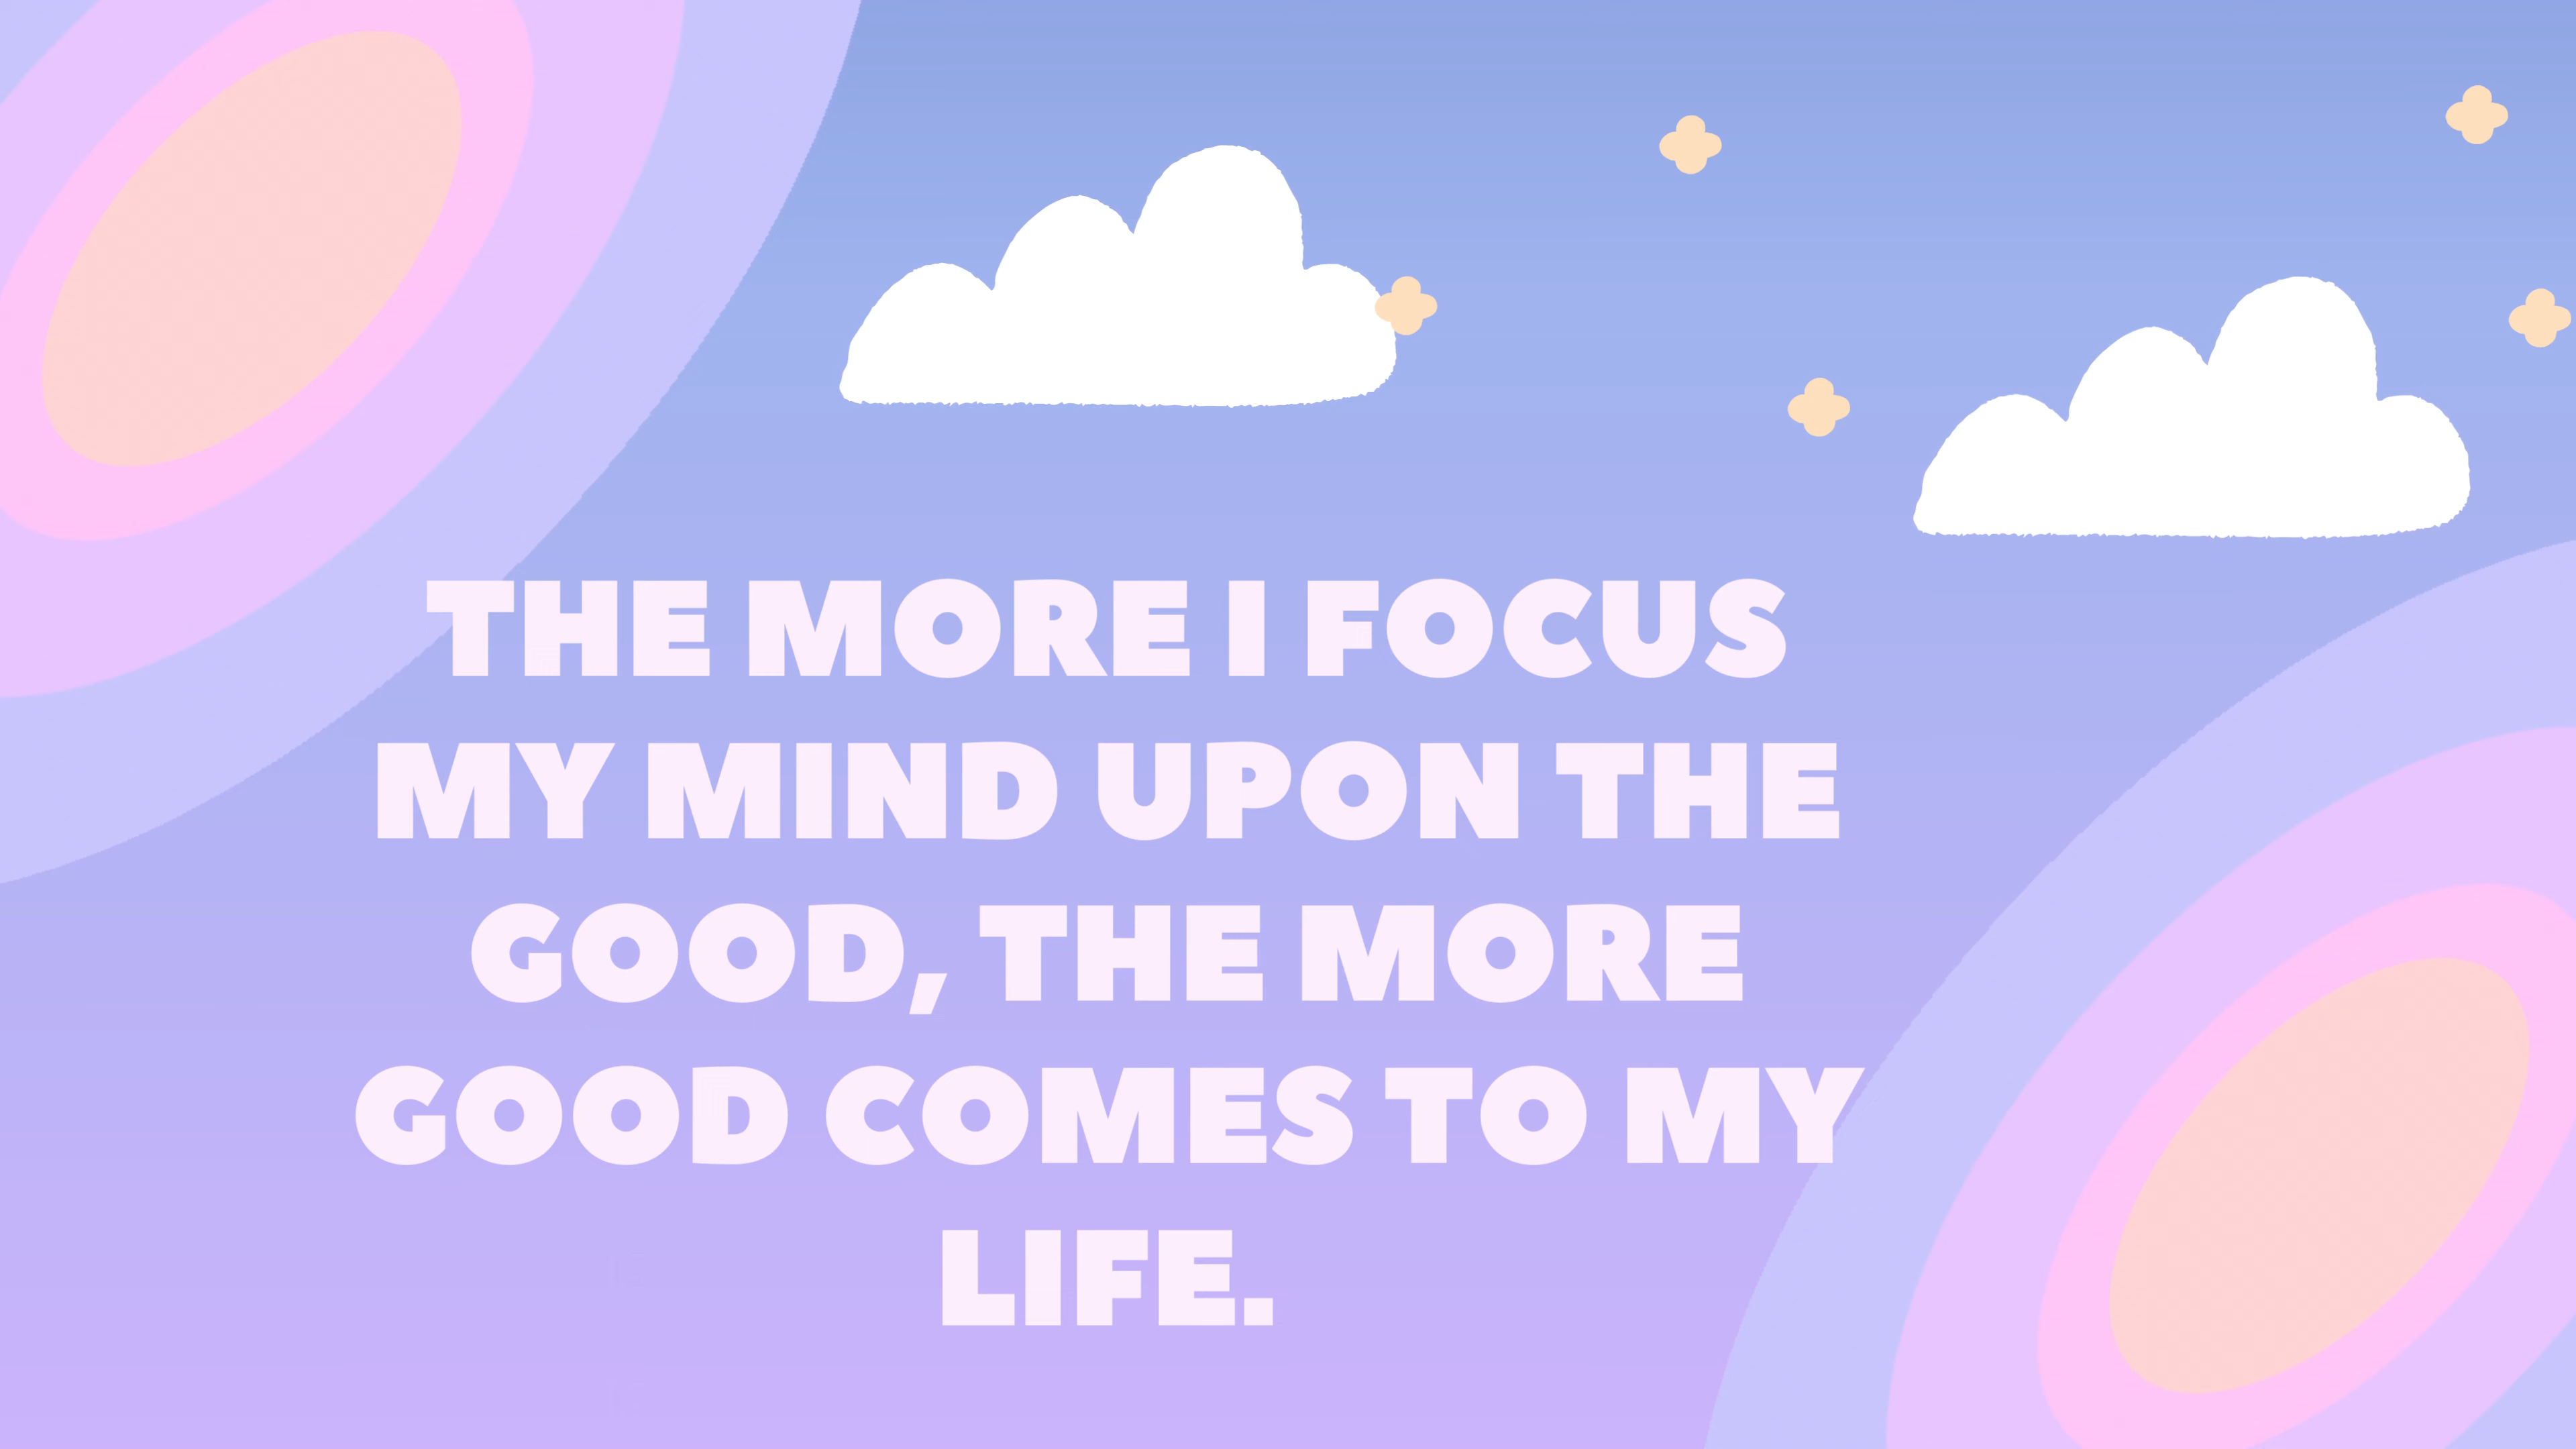 THE MORE I FOCUS
MY MIND UPON THE
GOOD, THE MORE
GOOD COMES TO MY
LIFE.